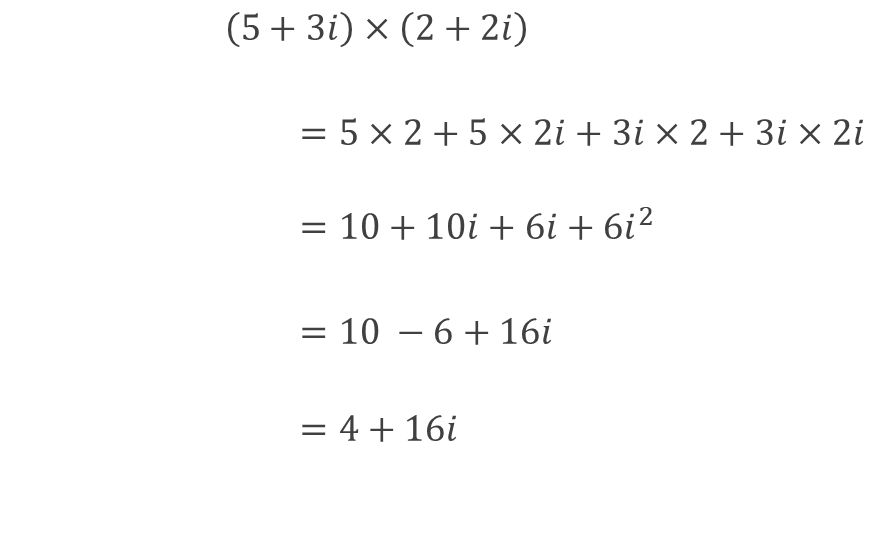 (5 + 3i) × (2 + 2i)
= 5 × 2 + 5 × 2i + 3i × 2 + 3i × 2i
= 10 + 10i + 6i + 6i²
= 10 − 6 + 16i
= 4 + 16i